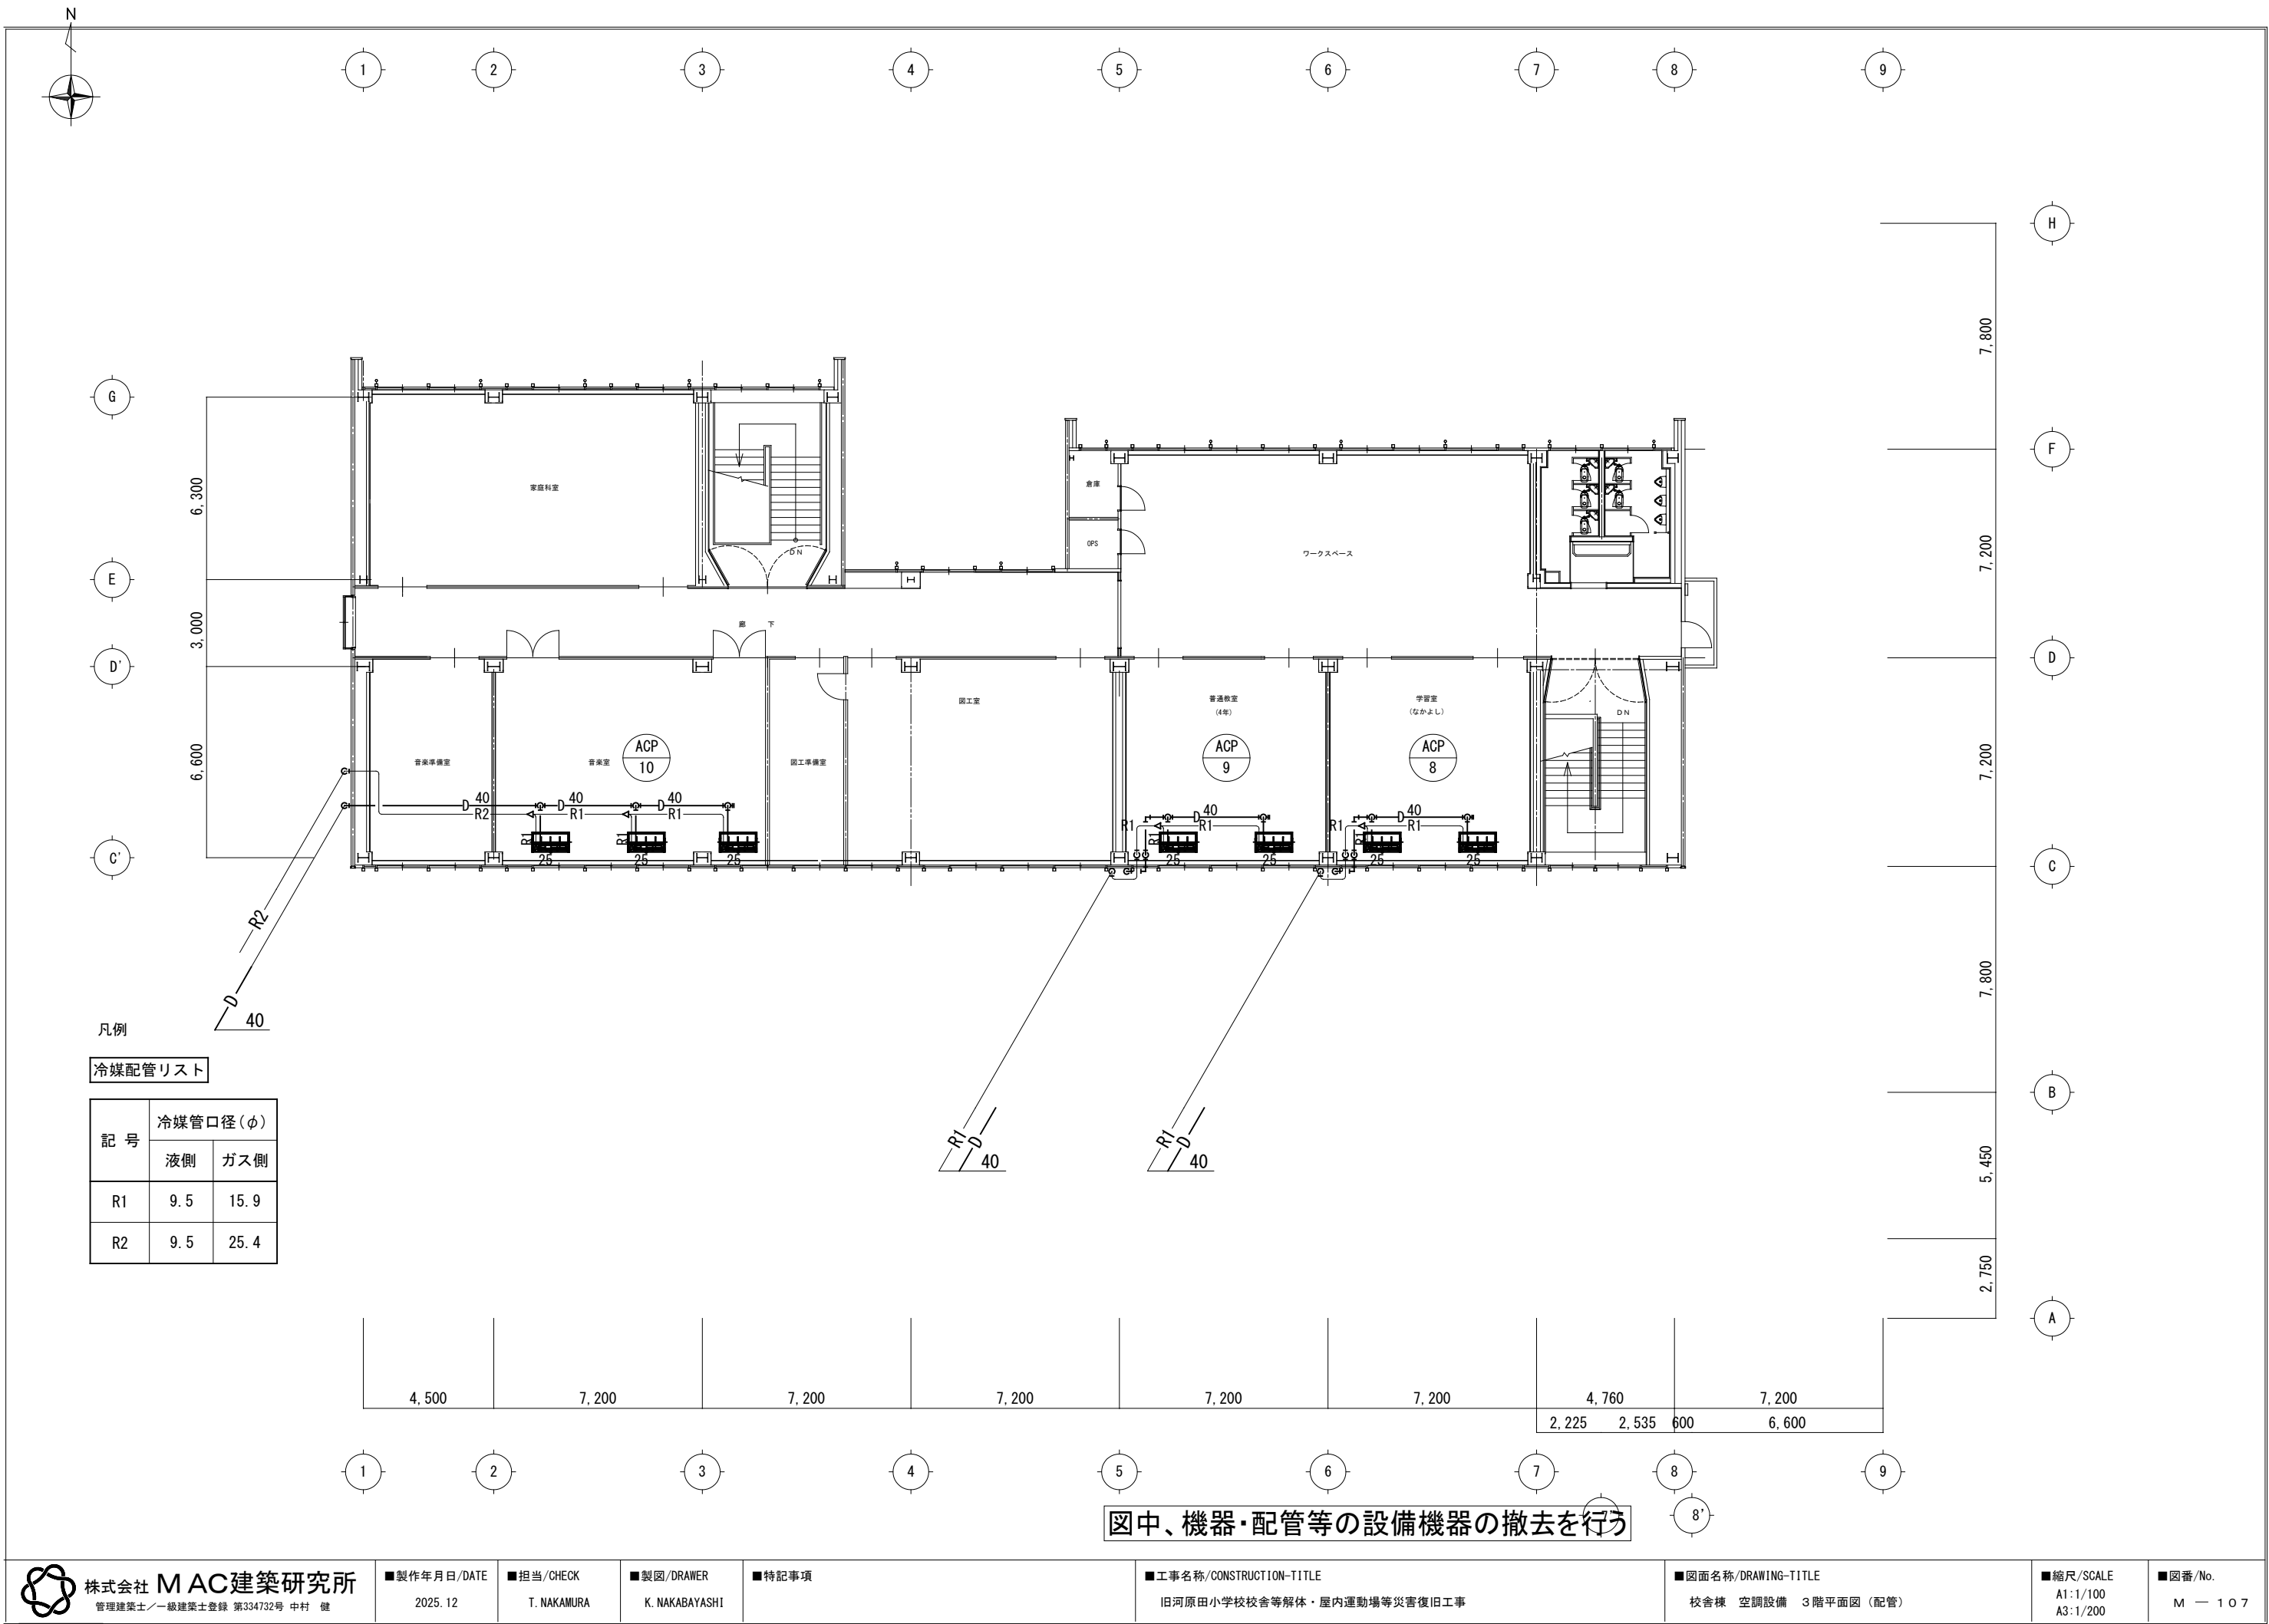 N
1 2 3 4 5 6 7 8 9
H
7,800
G
F
6,300
家庭科室
倉庫
7,200
OPS
DN
ワークスペース
E
3,000
廊 下
D'
D
図工室
普通教室
(4年)
学習室
(なかよし)
DN
6,600
音楽準備室
音楽室
ACP
10
図工準備室
ACP
9
ACP
8
7,200
40 40 40
R2 R1 R1
R1 R1
25 25 25
40
R1 R1
R1
25 25
40
R1 R1
R1
25 25
C'
C
R2
D
40
7,800
凡例
冷媒配管リスト
記 号 冷媒管口径(φ)
液側 ガス側
R1 9.5 15.9
R2 9.5 25.4
B
R1
D
40
R1
D
40
5,450
2,750
A
4,500 7,200 7,200 7,200 7,200 7,200 4,760 7,200
2,225 2,535 600 6,600
1 2 3 4 5 6 7 8 9
図中、機器・配管等の設備機器の撤去を行う
7' 8'
株式会社 MAC建築研究所
管理建築士/一級建築士登録 第334732号 中村 健
■製作年月日/DATE
2025.12
■担当/CHECK
T.NAKAMURA
■製図/DRAWER
K.NAKABAYASHI
■特記事項
■工事名称/CONSTRUCTION-TITLE
旧河原田小学校校舎等解体・屋内運動場等災害復旧工事
■図面名称/DRAWING-TITLE
校舎棟 空調設備 3階平面図(配管)
■縮尺/SCALE
A1:1/100
A3:1/200
■図番/No.
M — 107